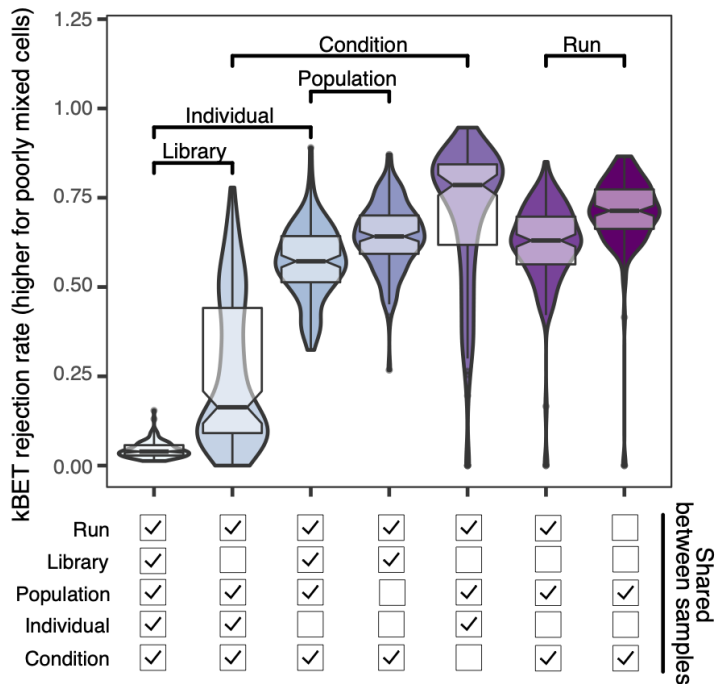 kBET rejection rate (higher for poorly mixed cells)
1.25
1.00
0.75
0.50
0.25
0.00
Condition
Run
Population
Individual
Library
Run
Library
Population
Individual
Condition
Shared
between samples